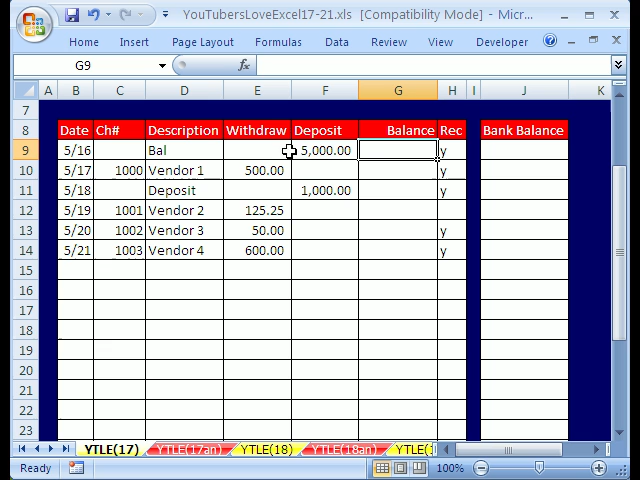 YouTubersLoveExcel17-21.xls [Compatibility Mode] - Micr...
Home Insert Page Layout Formulas Data Review View Developer
G9 fx
A B C D E F G H I J K
7
8 Date Ch# Description Withdraw Deposit Balance Rec Bank Balance
9 5/16 Bal 5,000.00 y
10 5/17 1000 Vendor 1 500.00 y
11 5/18 Deposit 1,000.00 y
12 5/19 1001 Vendor 2 125.25
13 5/20 1002 Vendor 3 50.00 y
14 5/21 1003 Vendor 4 600.00 y
15
16
17
18
19
20
21
22
23
YTLE(17) YTLE(17an) YTLE(18) YTLE(18an) YTLE(1
Ready 100%